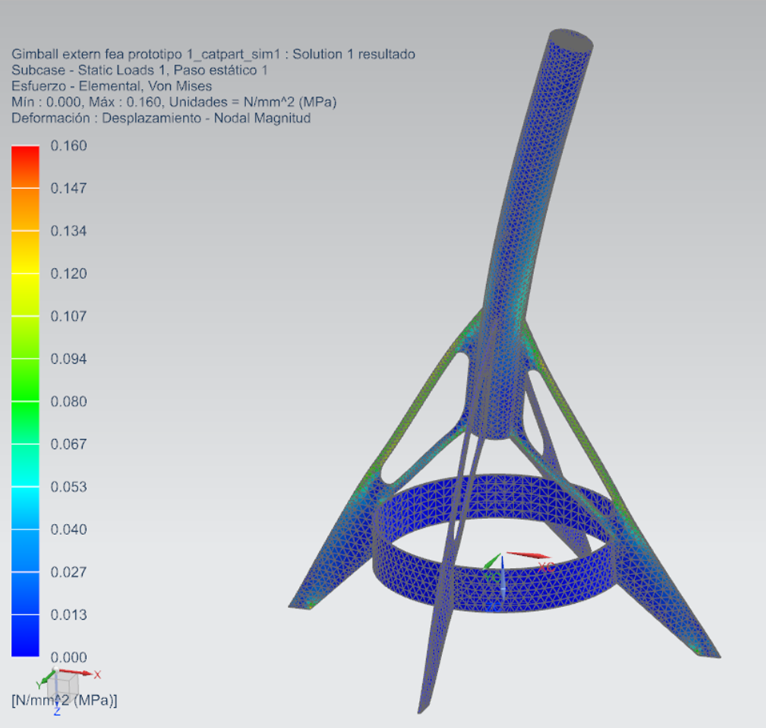 Gimball extern fea prototipo 1_catpart_sim1 : Solution 1 resultado
Subcase - Static Loads 1, Paso estático 1
Esfuerzo - Elemental, Von Mises
Mín : 0.000, Máx : 0.160, Unidades = N/mm^2 (MPa)
Deformación : Desplazamiento - Nodal Magnitud
0.160
0.147
0.134
0.120
0.107
0.094
0.080
0.067
0.053
0.040
0.027
0.013
0.000
XC
X
Y
Z
[N/mm^2 (MPa)]